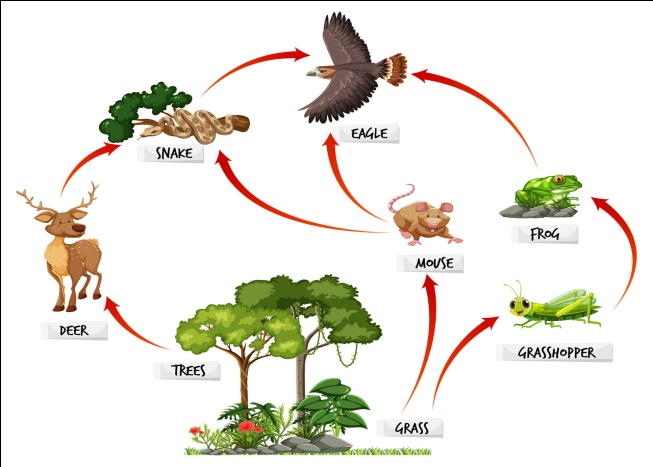 EAGLE
SNAKE
FROG
MOUSE
DEER
GRASSHOPPER
TREES
GRASS